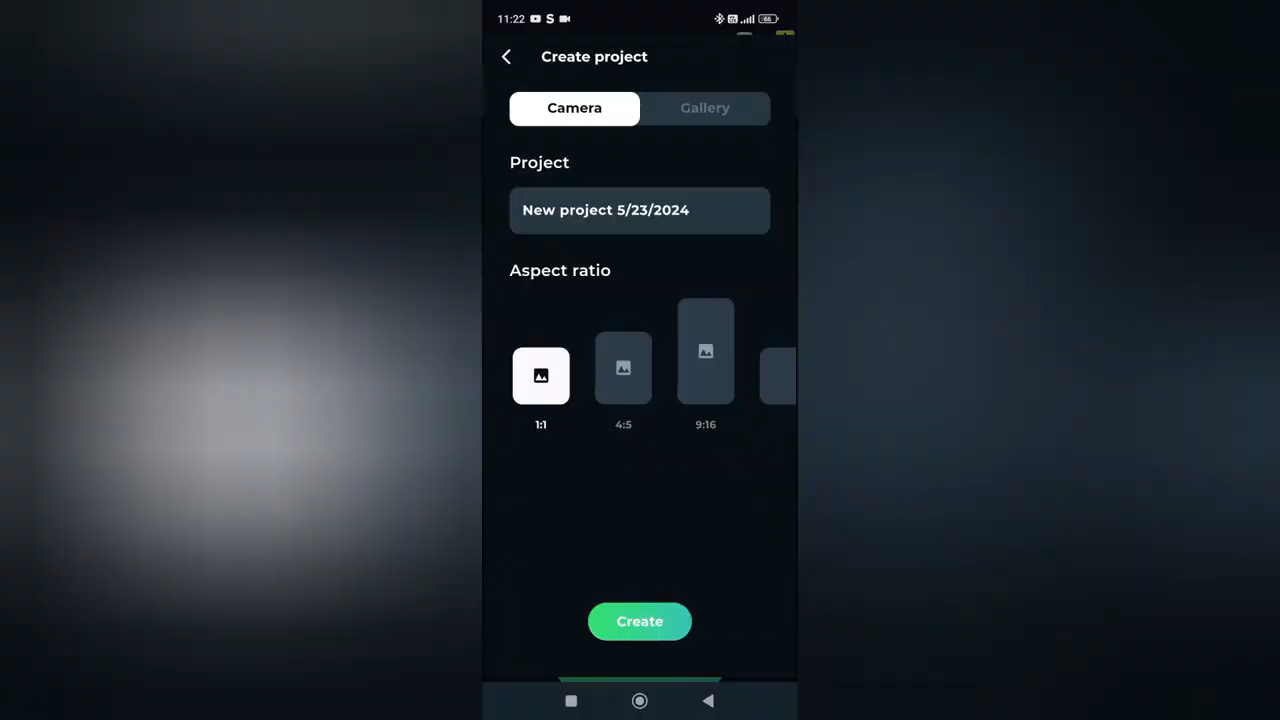 11:22 S 66
Create project
Camera Gallery
Project
New project 5/23/2024
Aspect ratio
1:1 4:5 9:16
Create